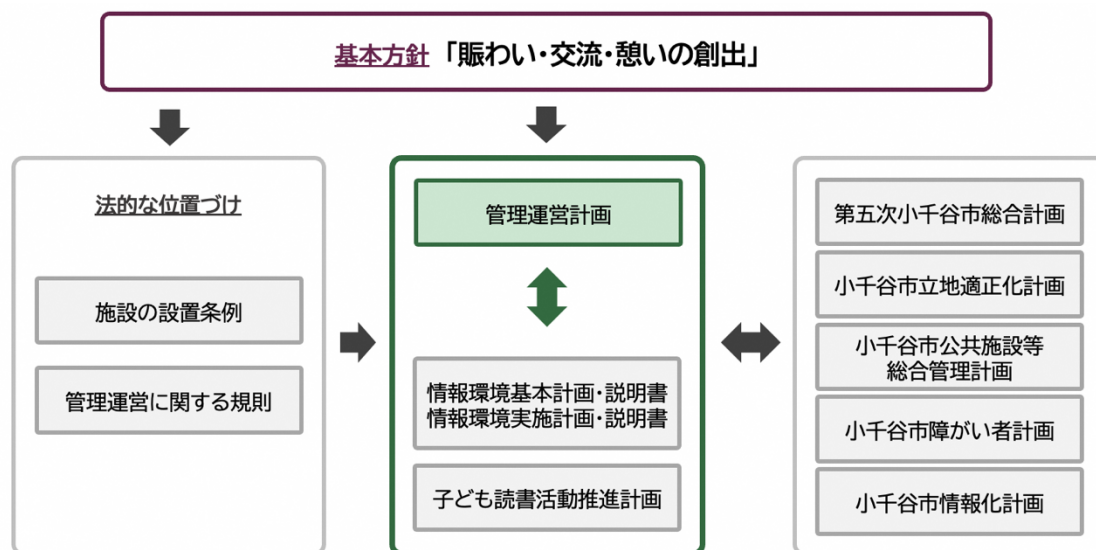 基本方針「賑わい・交流・憩いの創出」
法的な位置づけ
施設の設置条例
管理運営に関する規則
管理運営計画
情報環境基本計画・説明書
情報環境実施計画・説明書
子ども読書活動推進計画
第五次小千谷市総合計画
小千谷市立地適正化計画
小千谷市公共施設等
総合管理計画
小千谷市障がい者計画
小千谷市情報化計画